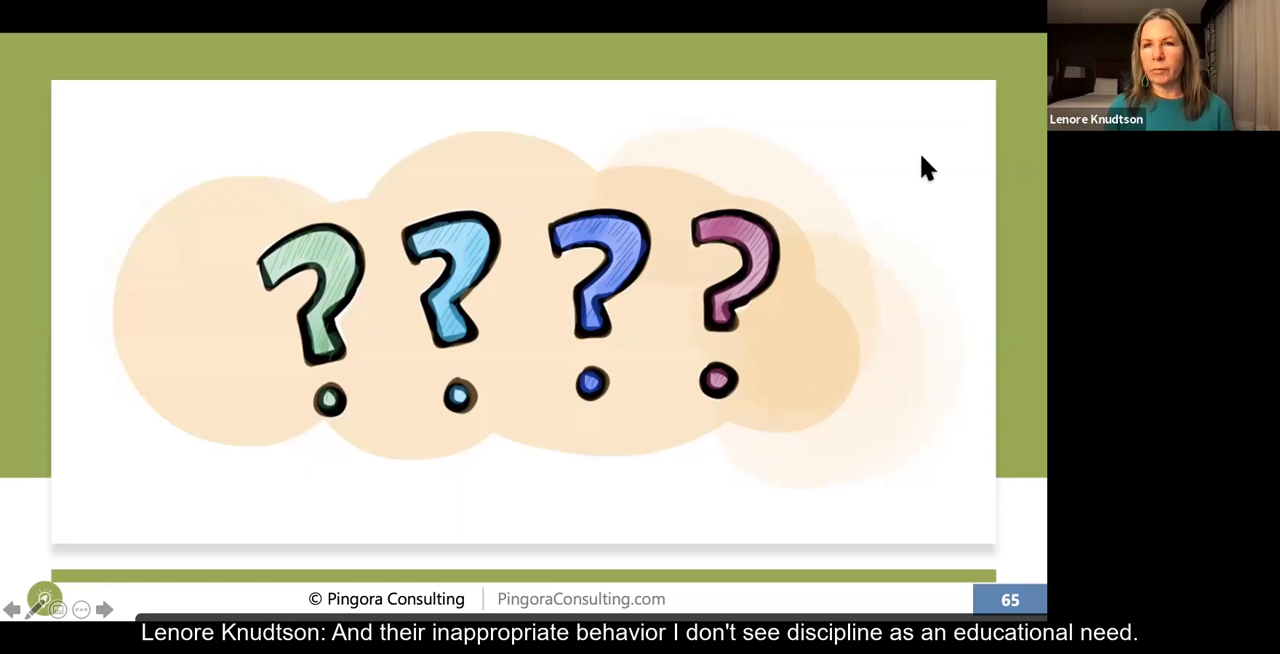 Lenore Knudtson
? ? ? ?
© Pingora Consulting
PingoraConsulting.com
65
Lenore Knudtson: And their inappropriate behavior I don't see discipline as an educational need.